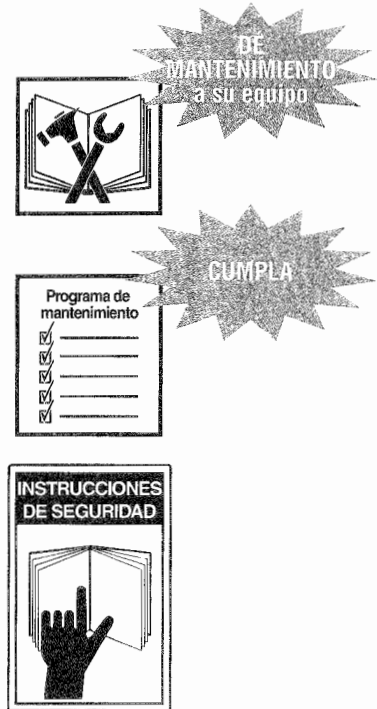 DE
MANTENIMIENTO
a su equipo
CUMPLA
Programa de
mantenimiento
INSTRUCCIONES
DE SEGURIDAD